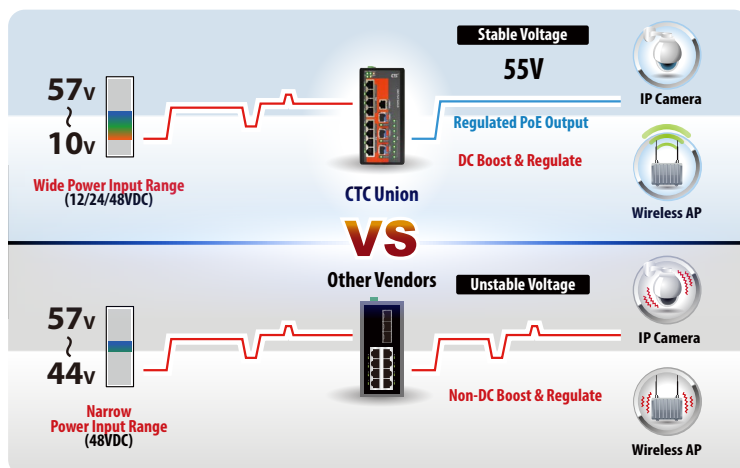 Stable Voltage
57V
~
10V
55V
IP Camera
Regulated PoE Output
DC Boost & Regulate
Wide Power Input Range
(12/24/48VDC)
CTC
CTC Union
Wireless AP
VS
Other Vendors
Unstable Voltage
57V
~
44V
IP Camera
Non-DC Boost & Regulate
Narrow
Power Input Range
(48VDC)
Wireless AP